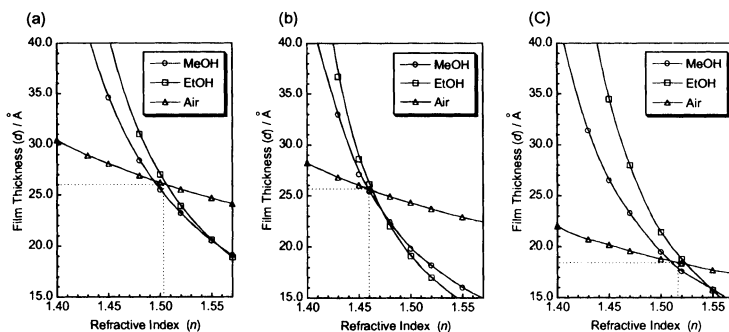 (a)
Film Thickness (d) / Å
40.0
35.0
30.0
25.0
20.0
15.0
1.40
1.45
1.50
1.55
Refractive Index (n)
MeOH
EtOH
Air
(b)
Film Thickness (d) / Å
40.0
35.0
30.0
25.0
20.0
15.0
1.40
1.45
1.50
1.55
Refractive Index (n)
MeOH
EtOH
Air
(C)
Film Thickness (d) / Å
40.0
35.0
30.0
25.0
20.0
15.0
1.40
1.45
1.50
1.55
Refractive Index (n)
MeOH
EtOH
Air